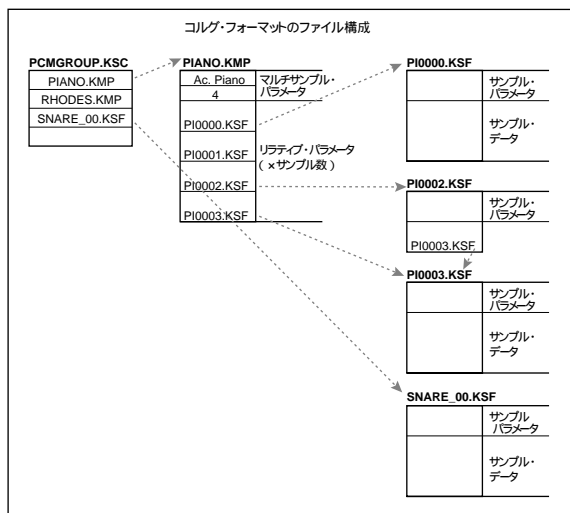 コルグ・フォーマットのファイル構成
PCMGROUP.KSC
PIANO.KMP
RHODES.KMP
SNARE_00.KSF
PIANO.KMP
Ac. Piano
4
マルチサンプル・
パラメータ
PI0000.KSF
PI0001.KSF
リラティブ・パラメータ
(×サンプル数)
PI0002.KSF
PI0003.KSF
PI0000.KSF
サンプル・
パラメータ
サンプル・
データ
PI0002.KSF
サンプル・
パラメータ
PI0003.KSF
PI0003.KSF
サンプル・
パラメータ
サンプル・
データ
SNARE_00.KSF
サンプル
パラメータ
サンプル・
データ